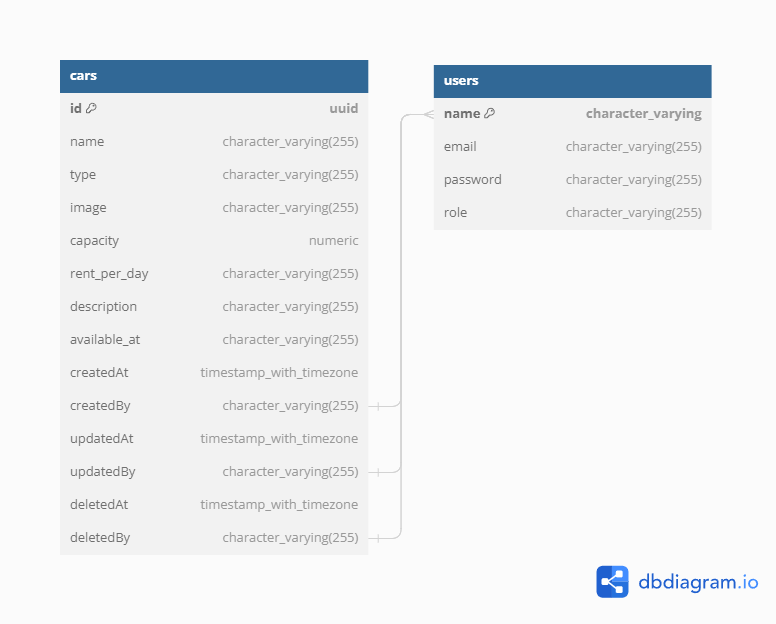 cars
id uuid
name character_varying(255)
type character_varying(255)
image character_varying(255)
capacity numeric
rent_per_day character_varying(255)
description character_varying(255)
available_at character_varying(255)
createdAt timestamp_with_timezone
createdBy character_varying(255)
updatedAt timestamp_with_timezone
updatedBy character_varying(255)
deletedAt timestamp_with_timezone
deletedBy character_varying(255)
users
name character_varying
email character_varying(255)
password character_varying(255)
role character_varying(255)
dbdiagram.io